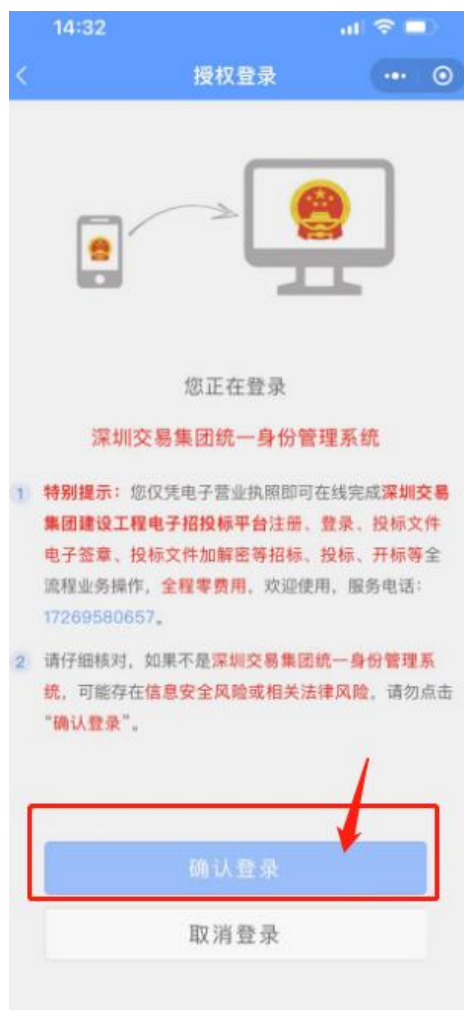 14:32
授权登录
您正在登录
深圳交易集团统一身份管理系统
1 特别提示：您仅凭电子营业执照即可在线完成深圳交易
集团建设工程电子招投标平台注册、登录、投标文件
电子签章、投标文件加解密等招标、投标、开标等全
流程业务操作，全程零费用，欢迎使用，服务电话：
17269580657。
2 请仔细核对，如果不是深圳交易集团统一身份管理系
统，可能存在信息安全风险或相关法律风险，请勿点击
“确认登录”。
确认登录
取消登录